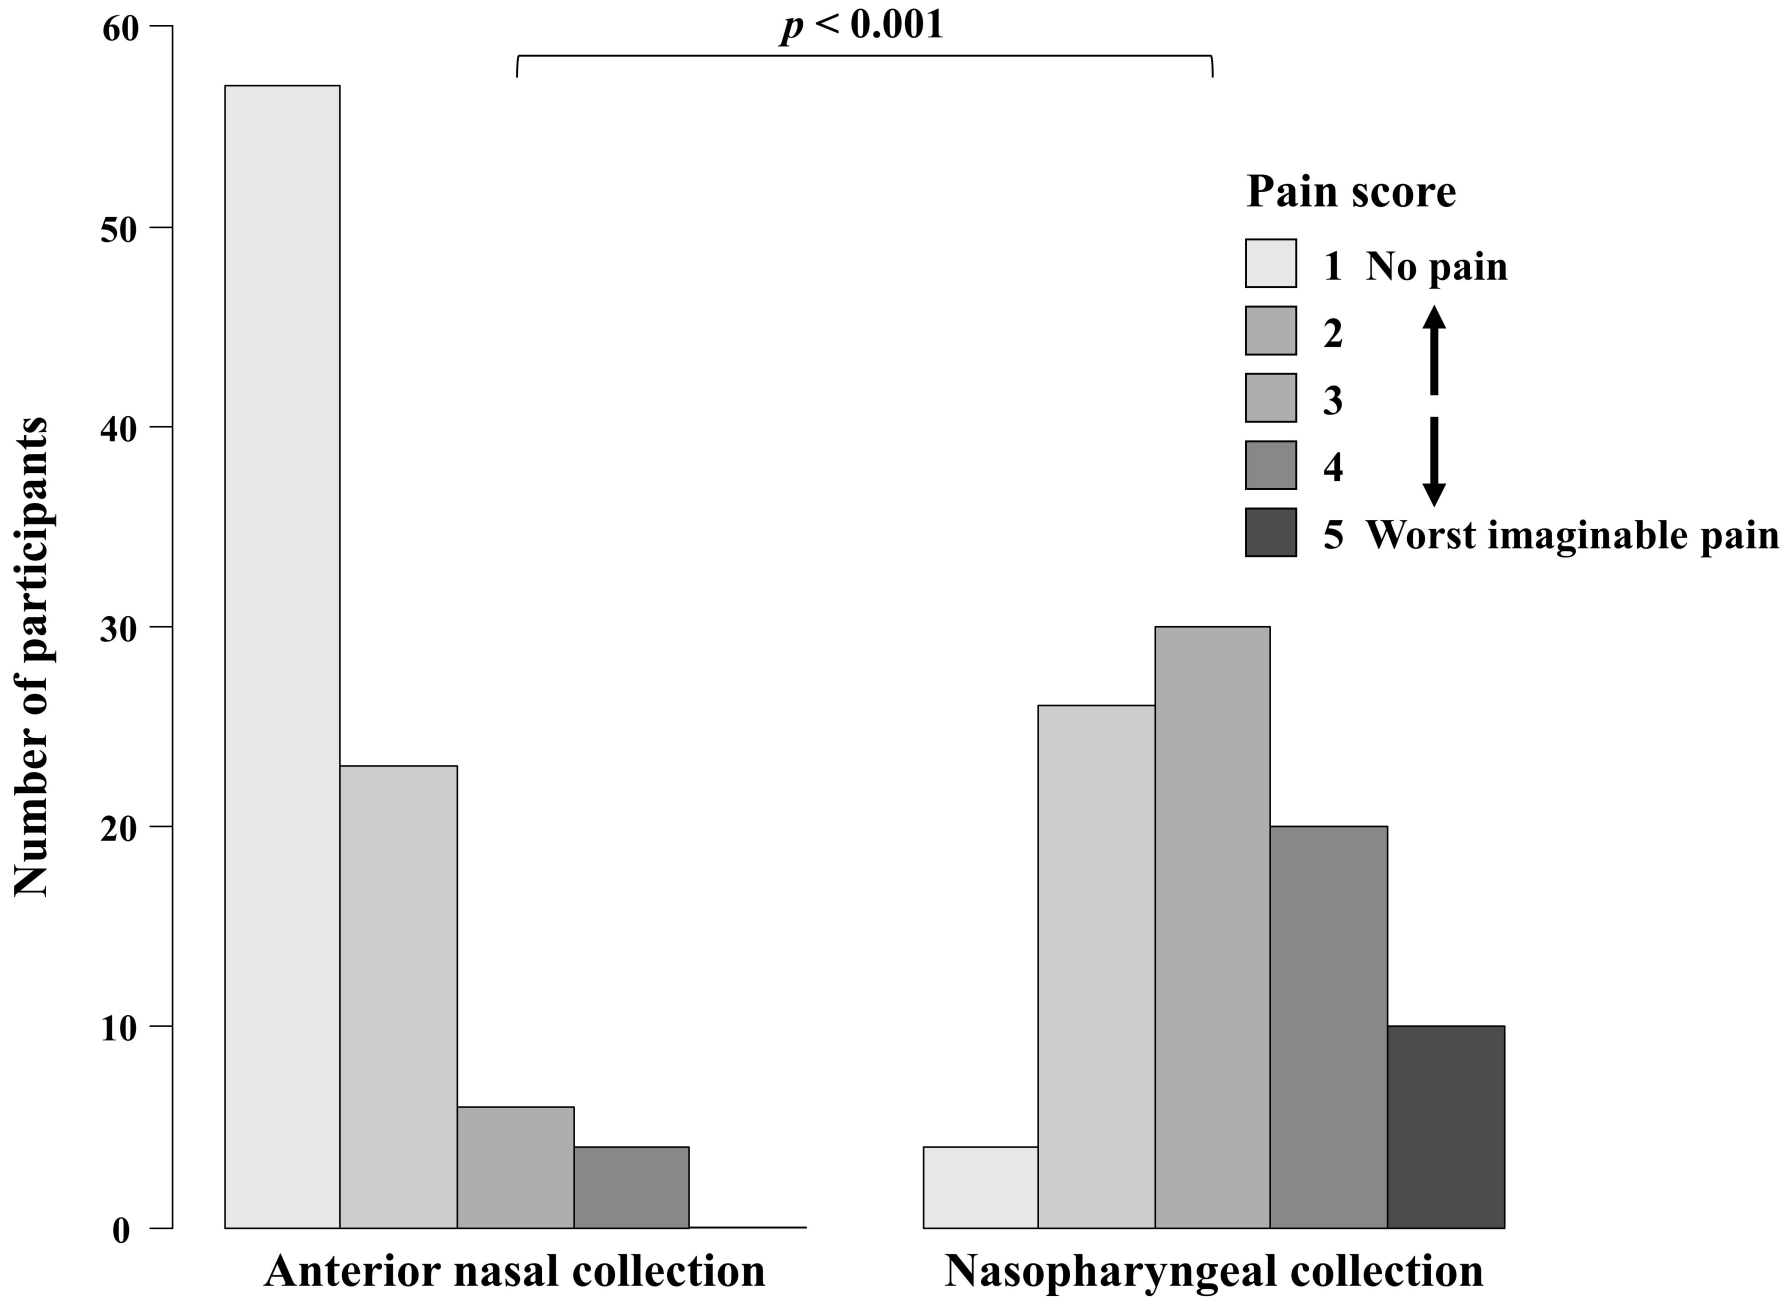 p < 0.001
60
50
40
30
20
10
0
Number of participants
Pain score
1 No pain
2
3
4
5 Worst imaginable pain
Anterior nasal collection
Nasopharyngeal collection